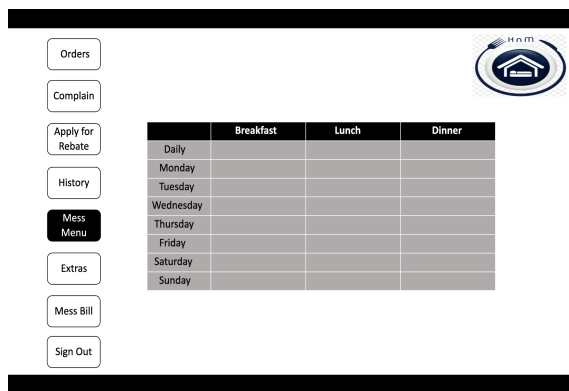 HnM
Orders
Complain
Apply for
Rebate
History
Mess
Menu
Extras
Mess Bill
Sign Out
Breakfast Lunch Dinner
Daily
Monday
Tuesday
Wednesday
Thursday
Friday
Saturday
Sunday